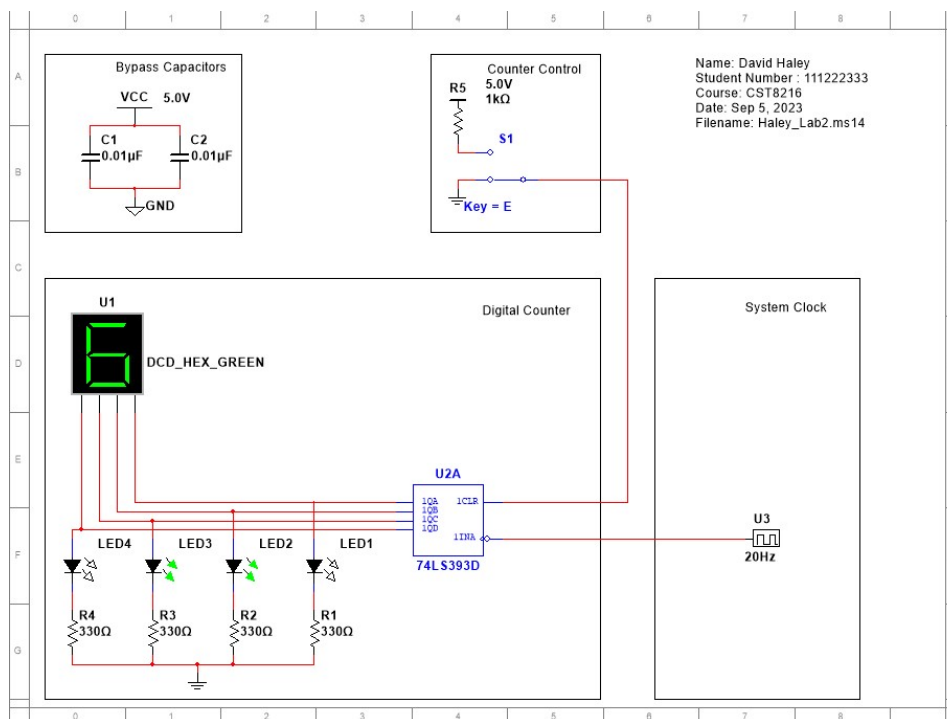 0 1 2 3 4 5 6 7 8
A
B
C
D
E
F
G
Bypass Capacitors
VCC 5.0V
C1
0.01µF
C2
0.01µF
GND
Counter Control
R5 5.0V
1kΩ
S1
Key = E
Name: David Haley
Student Number : 111222333
Course: CST8216
Date: Sep 5, 2023
Filename: Haley_Lab2.ms14
Digital Counter
U1
6
DCD_HEX_GREEN
U2A
1QA 1CLR
1QB
1QC
1QD
1INA
74LS393D
System Clock
U3
20Hz
LED4 LED3 LED2 LED1
R4
330Ω
R3
330Ω
R2
330Ω
R1
330Ω
0 1 2 3 4 5 6 7 8